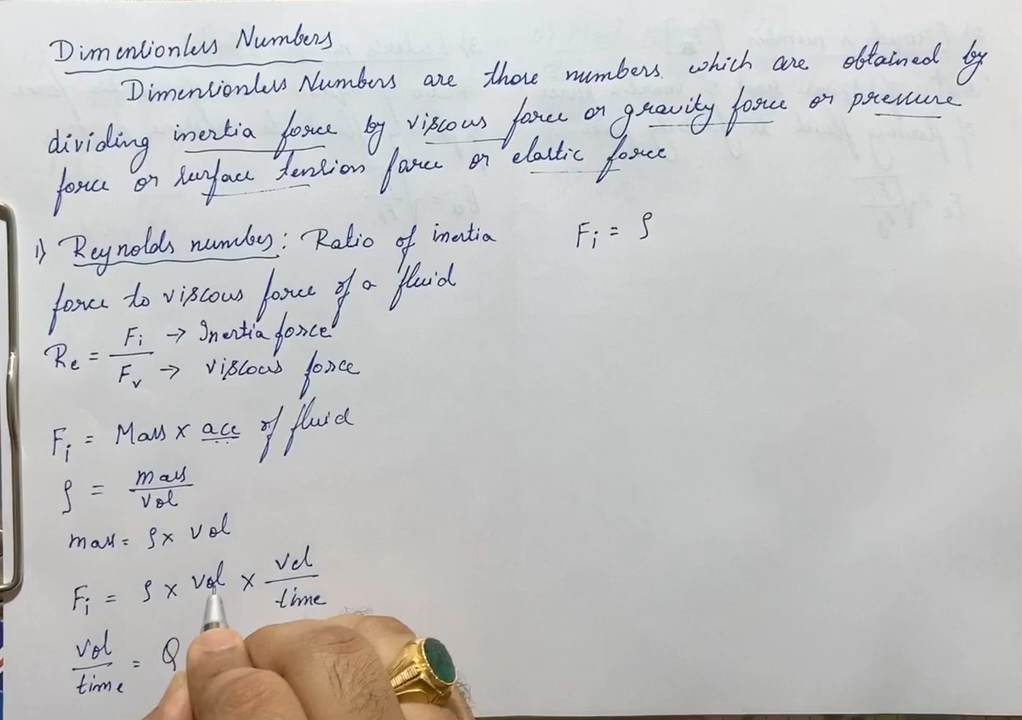 Dimensionless Numbers
Dimensionless Numbers are those numbers which are obtained by
dividing inertia force by viscous force or gravity force or pressure
force or surface tension force or elastic force
1) Reynolds number: Ratio of inertia
force to viscous force of a fluid
Re = Fi → Inertia force
Fv → viscous force
Fi = Mass × acc of fluid
ρ = mass / vol
mass = ρ × vol
Fi = ρ × vol × vel / time
vol / time = Q
Fi = ρ